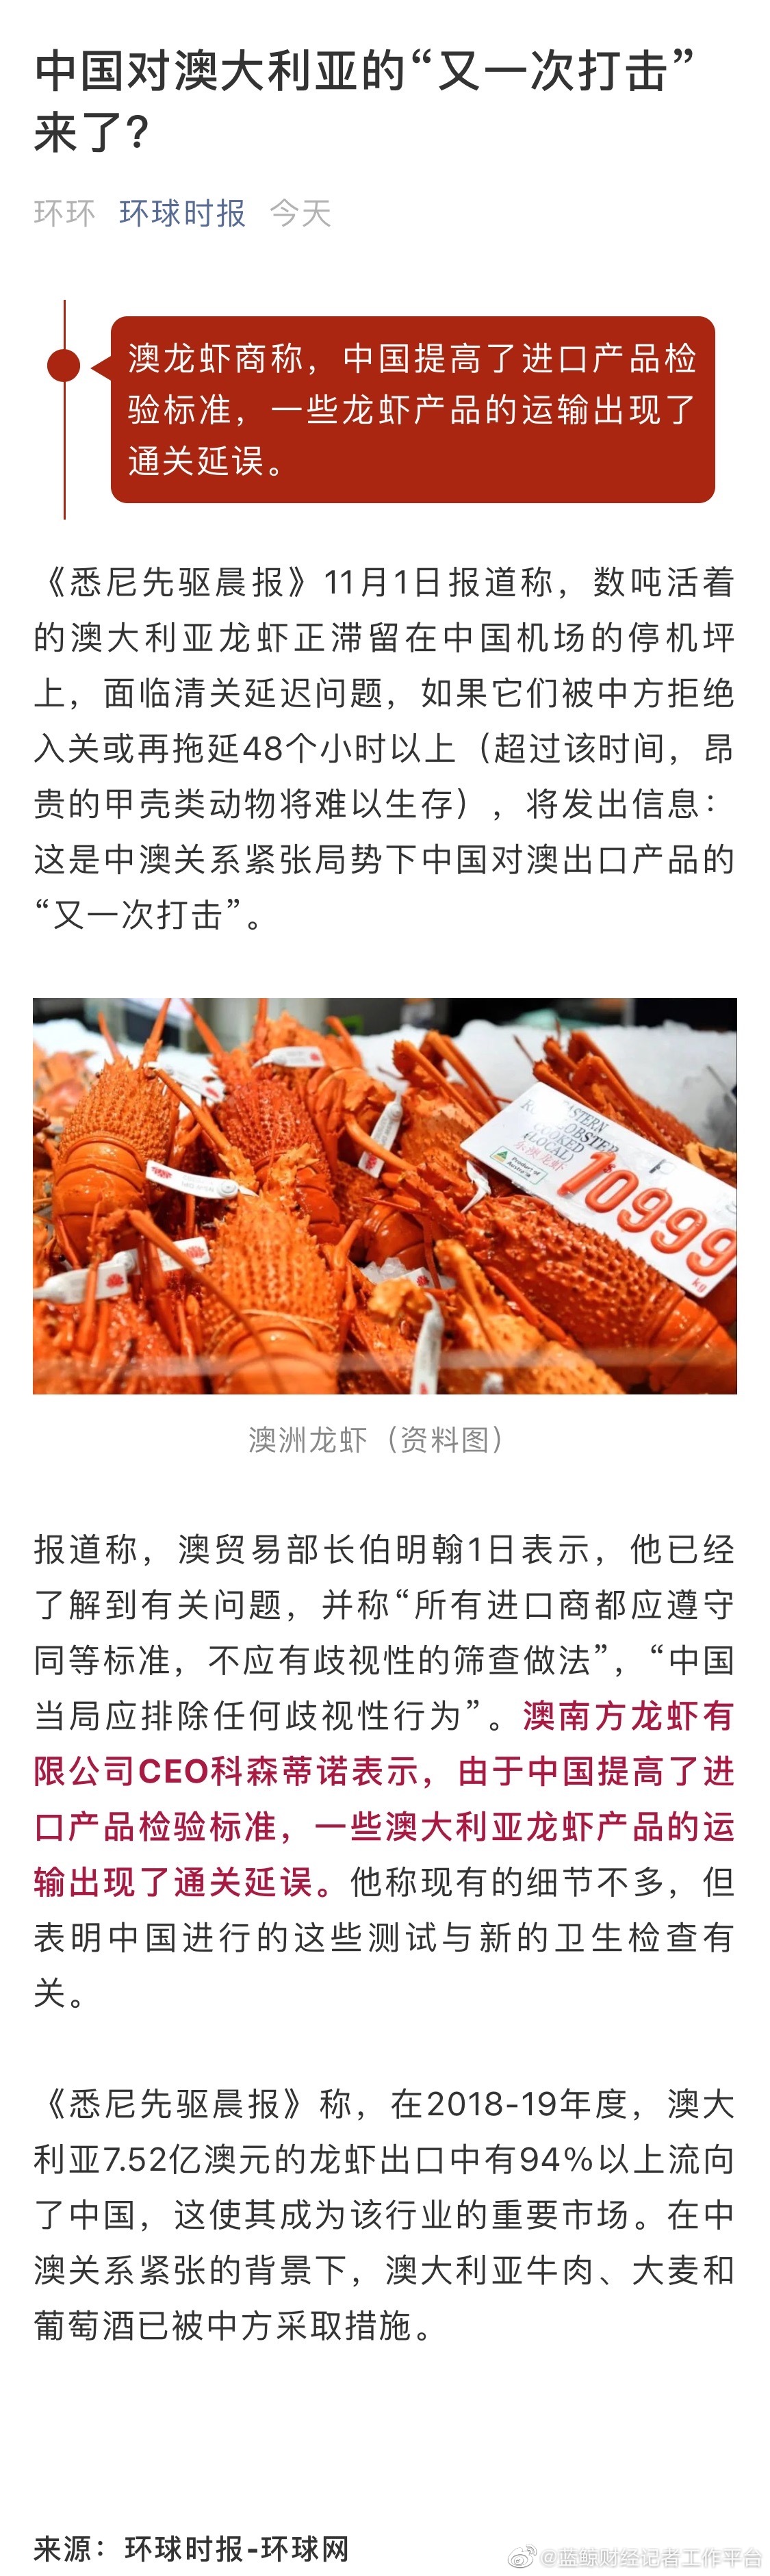 中国对澳大利亚的“又一次打击”
来了?
环环 环球时报 今天
澳龙虾商称，中国提高了进口产品检
验标准，一些龙虾产品的运输出现了
通关延误。
《悉尼先驱晨报》11月1日报道称，数吨活着
的澳大利亚龙虾正滞留在中国机场的停机坪
上，面临清关延迟问题，如果它们被中方拒绝
入关或再拖延48个小时以上（超过该时间，昂
贵的甲壳类动物将难以生存），将发出信息：
这是中澳关系紧张局势下中国对澳出口产品的
“又一次打击”。
EASTERN
LOBSTER
COOKED
(LOCAL)
东澳龙虾
Product of
Australia
10999
kg
澳洲龙虾（资料图）
报道称，澳贸易部长伯明翰1日表示，他已经
了解到有关问题，并称“所有进口商都应遵守
同等标准，不应有歧视性的筛查做法”，“中国
当局应排除任何歧视性行为”。澳南方龙虾有
限公司CEO科森蒂诺表示，由于中国提高了进
口产品检验标准，一些澳大利亚龙虾产品的运
输出现了通关延误。他称现有的细节不多，但
表明中国进行的这些测试与新的卫生检查有
关。
《悉尼先驱晨报》称，在2018-19年度，澳大
利亚7.52亿澳元的龙虾出口中有94%以上流向
了中国，这使其成为该行业的重要市场。在中
澳关系紧张的背景下，澳大利亚牛肉、大麦和
葡萄酒已被中方采取措施。
来源：环球时报-环球网
@蓝鲸财经记者工作平台